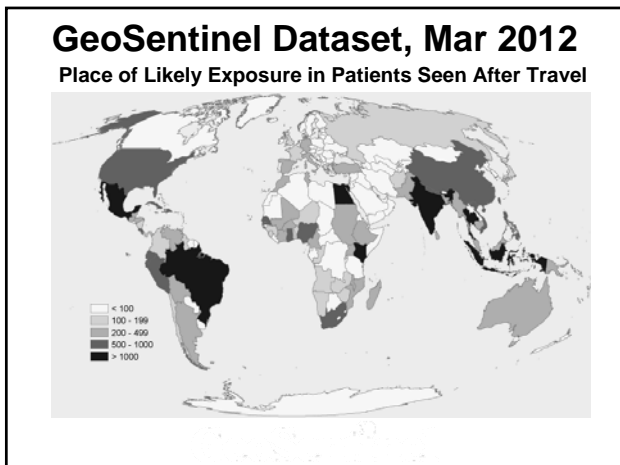 GeoSentinel Dataset, Mar 2012
Place of Likely Exposure in Patients Seen After Travel
< 100
100 - 199
200 - 499
500 - 1000
> 1000